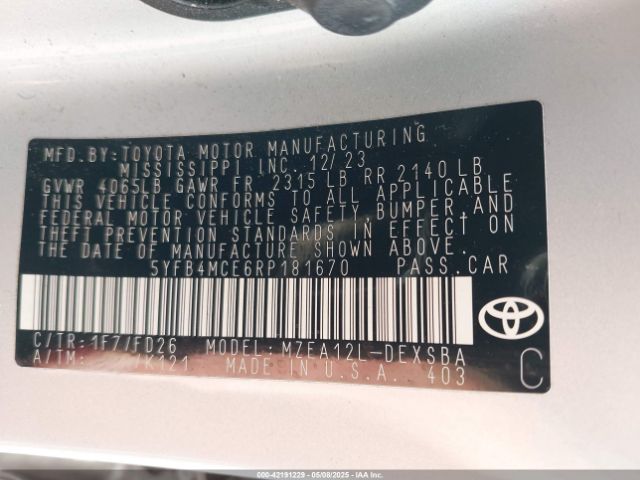 MFD.BY:TOYOTA MOTOR MANUFACTURING
MISSISSIPPI INC. 12/23
GVWR 4065LB GAWR FR 2315 LB RR 2140 LB
THIS VEHICLE CONFORMS TO ALL APPLICABLE
FEDERAL MOTOR VEHICLE SAFETY,BUMPER,AND
THEFT PREVENTION STANDARDS IN EFFECT ON
THE DATE OF MANUFACTURE SHOWN ABOVE.
5YFB4MCE6RP181670 PASS.CAR
C/TR:1F7/FD26 MODEL:MZEA12L-DEXSBA
A/TM: /K121 MADE IN U.S.A. 403
C
000-42191229 - 05/08/2025 - IAA Inc.